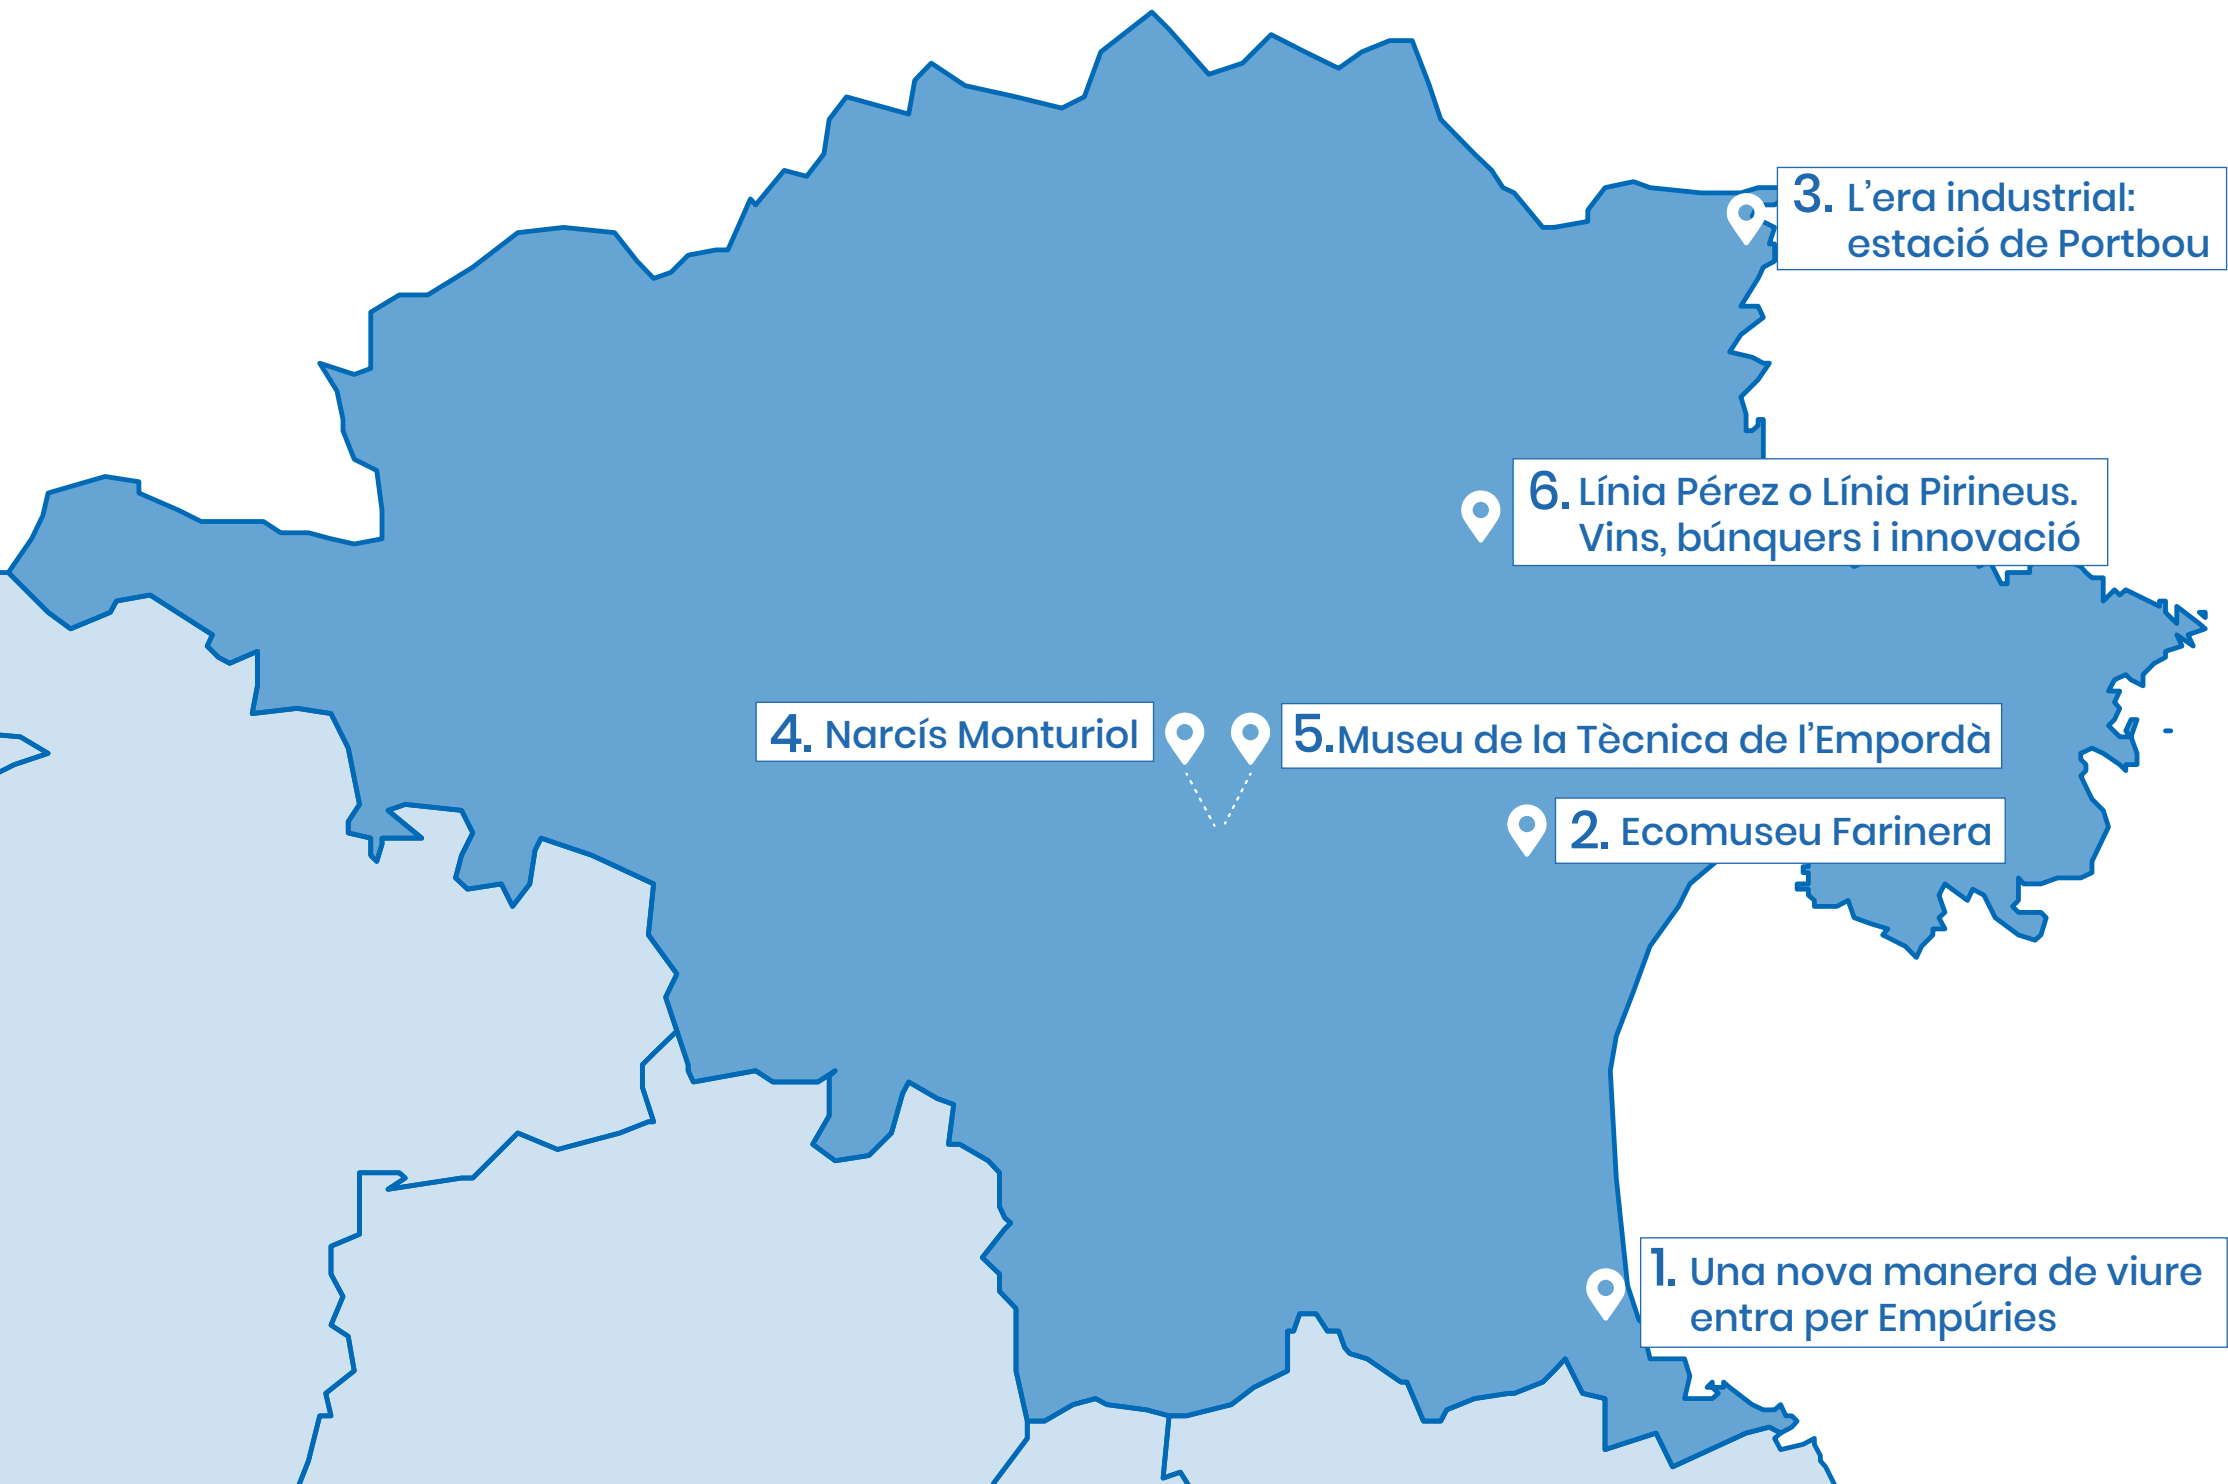 3. L'era industrial:
estació de Portbou
6. Línia Pérez o Línia Pirineus.
Vins, búnquers i innovació
4. Narcís Monturiol
5. Museu de la Tècnica de l'Empordà
2. Ecomuseu Farinera
1. Una nova manera de viure
entra per Empúries